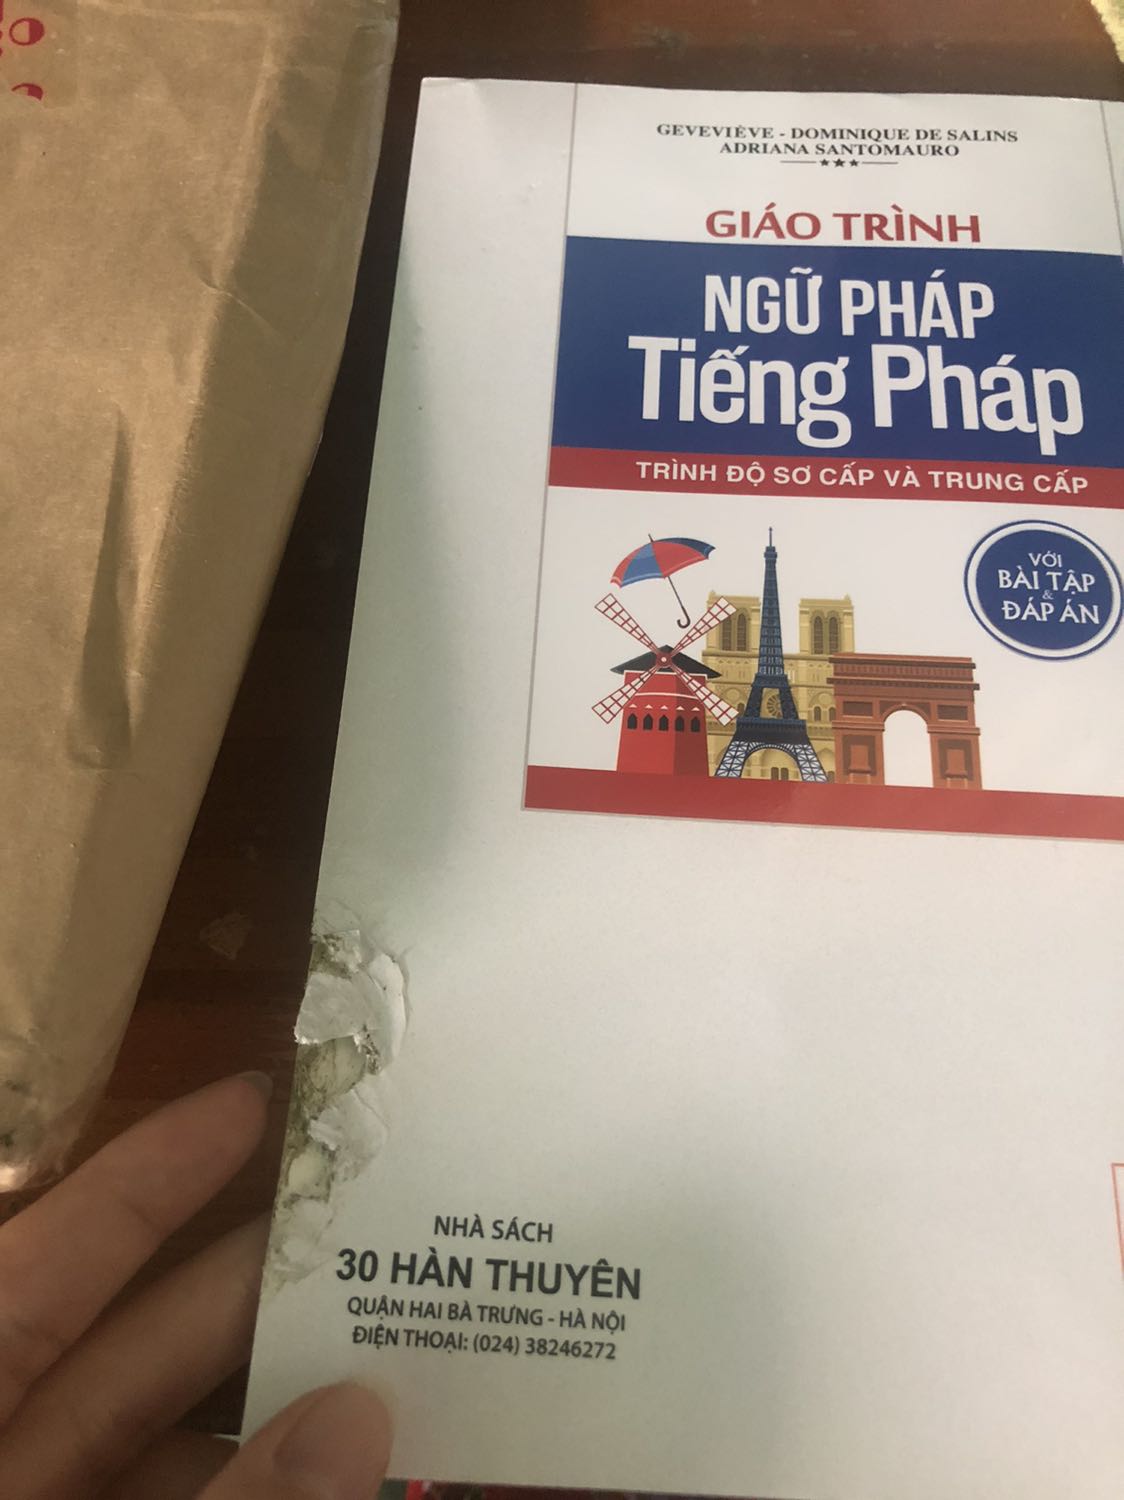 GEVEVIÈVE - DOMINIQUE DE SALINS
ADRIANA SANTOMAURO
GIÁO TRÌNH
NGỮ PHÁP
Tiếng Pháp
TRÌNH ĐỘ SƠ CẤP VÀ TRUNG CẤP
VỚI
BÀI TẬP
&
ĐÁP ÁN
NHÀ SÁCH
30 HÀN THUYÊN
QUẬN HAI BÀ TRƯNG - HÀ NỘI
ĐIỆN THOẠI: (024) 38246272